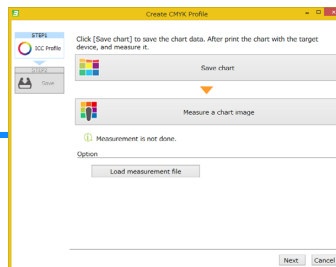 Create CMYK Profile
STEP1
ICC Profile
STEP2
Save
Click [Save chart] to save the chart data. After print the chart with the target
device, and measure it.
Save chart
Measure a chart image
Measurement is not done.
Option
Load measurement file
Next
Cancel